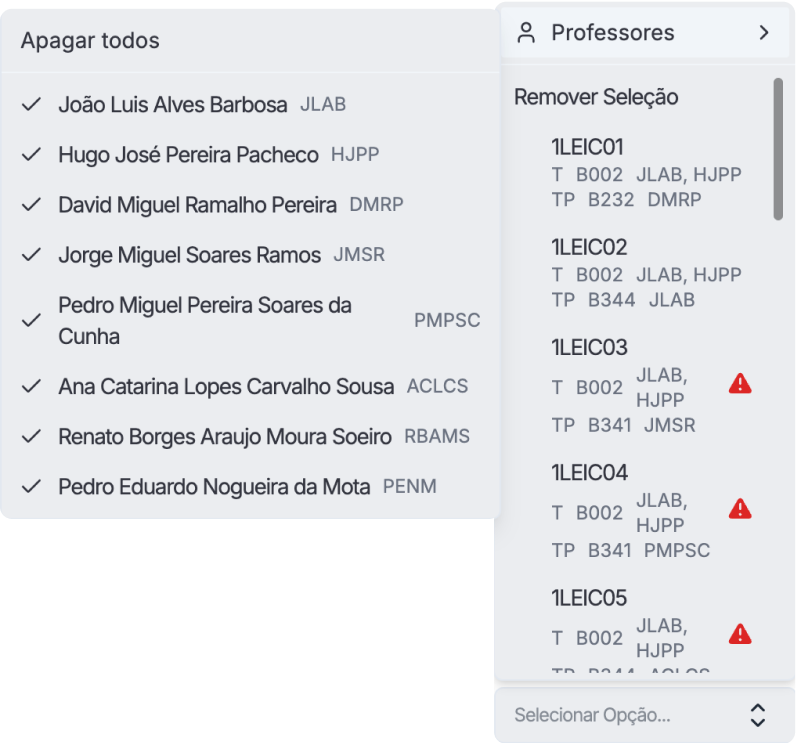 Apagar todos
João Luis Alves Barbosa JLAB
Hugo José Pereira Pacheco HJPP
David Miguel Ramalho Pereira DMRP
Jorge Miguel Soares Ramos JMSR
Pedro Miguel Pereira Soares da
Cunha PMPSC
Ana Catarina Lopes Carvalho Sousa ACLCS
Renato Borges Araujo Moura Soeiro RBAMS
Pedro Eduardo Nogueira da Mota PENM
Professores
Remover Seleção
1LEIC01
T B002 JLAB, HJPP
TP B232 DMRP
1LEIC02
T B002 JLAB, HJPP
TP B344 JLAB
1LEIC03
T B002 JLAB,
HJPP
TP B341 JMSR
1LEIC04
T B002 JLAB,
HJPP
TP B341 PMPSC
1LEIC05
T B002 JLAB,
HJPP
TP B344 ACLCS
Selecionar Opção...